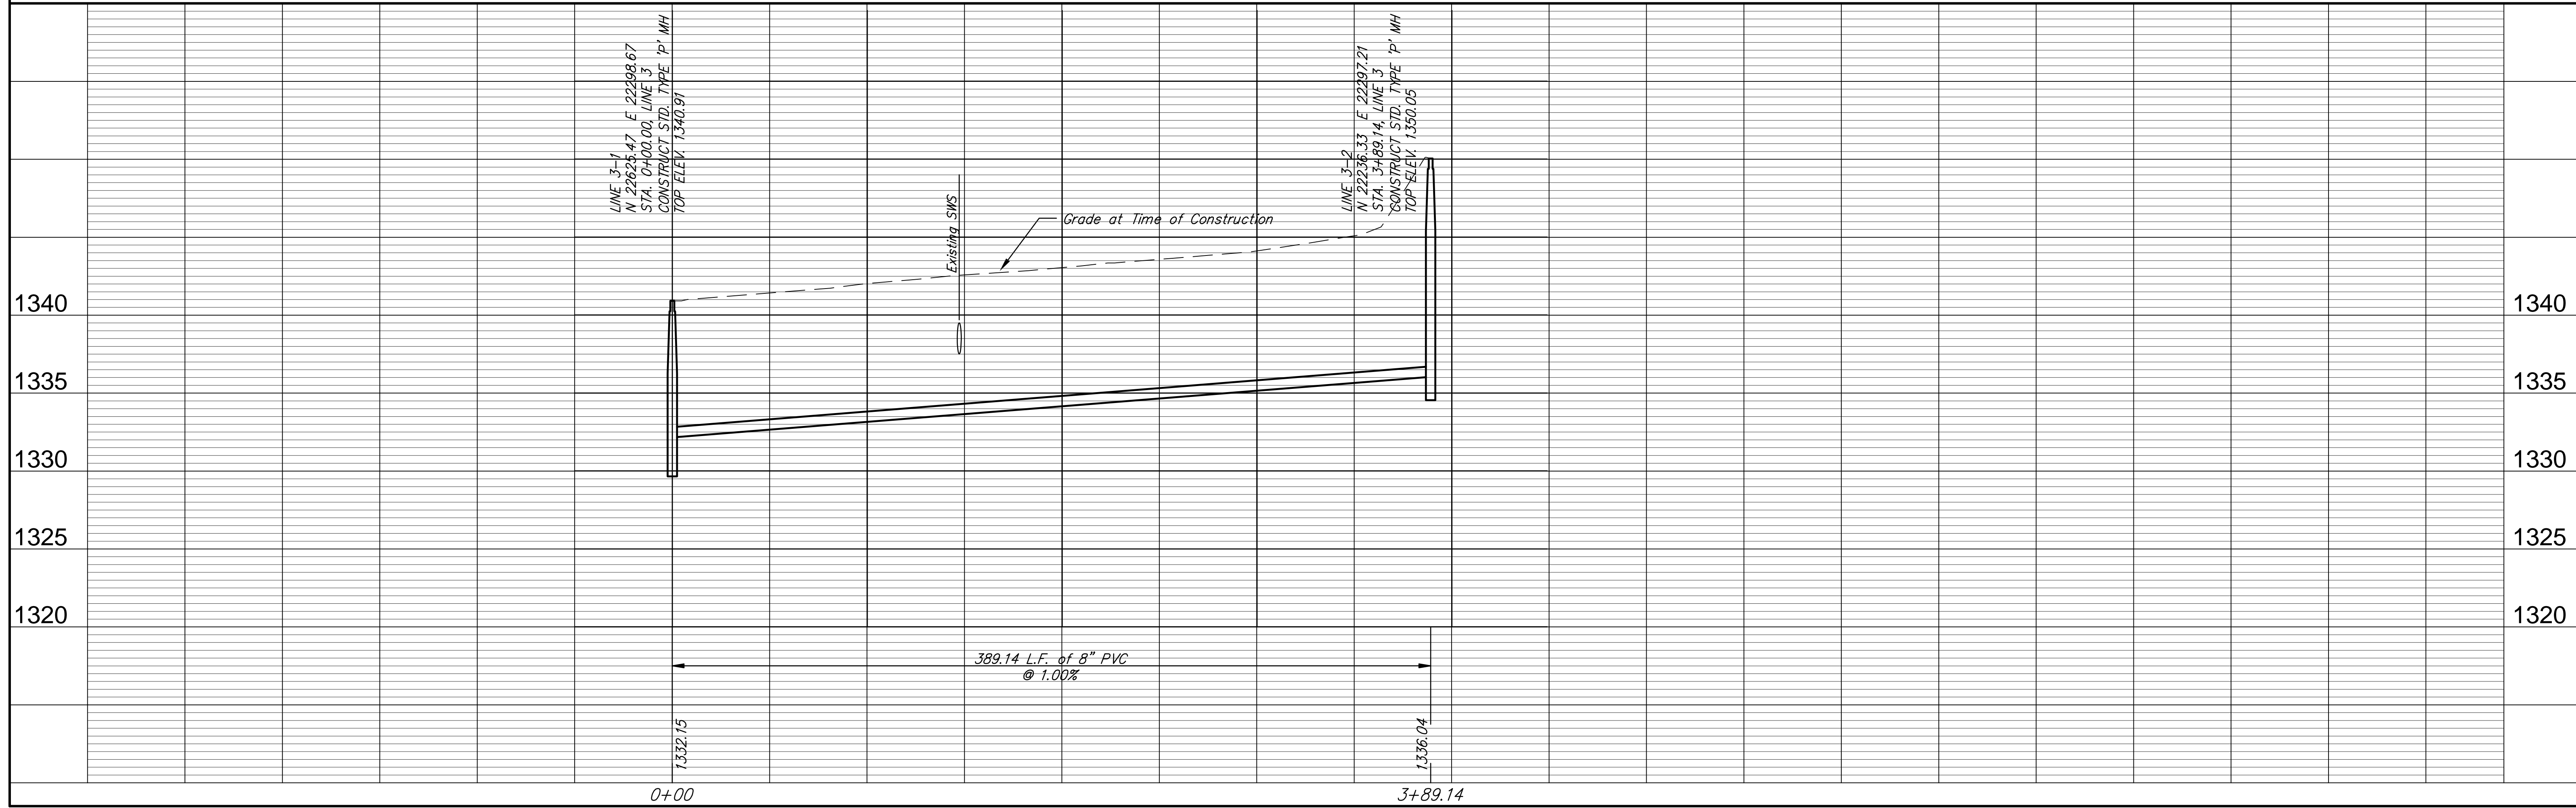 LINE 3-1
N 22625.47 E 22298.67
STA. 0+00.00, LINE 3
CONSTRUCT STD. TYPE 'P' MH
TOP ELEV. 1340.91
LINE 3-2
N 22236.33 E 22297.21
STA. 3+89.14, LINE 3
CONSTRUCT STD. TYPE 'P' MH
TOP ELEV. 1350.05
Existing SWS
Grade at Time of Construction
1340
1340
1335
1335
1330
1330
1325
1325
1320
1320
389.14 L.F. of 8" PVC
@ 1.00%
1332.15
1336.04
0+00
3+89.14